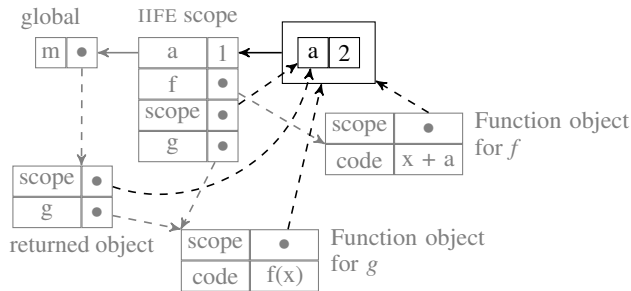 global
IIFE scope
m
a 1
f
scope
g
a 2
scope
code x + a
Function object
for f
scope
g
returned object
scope
code f(x)
Function object
for g